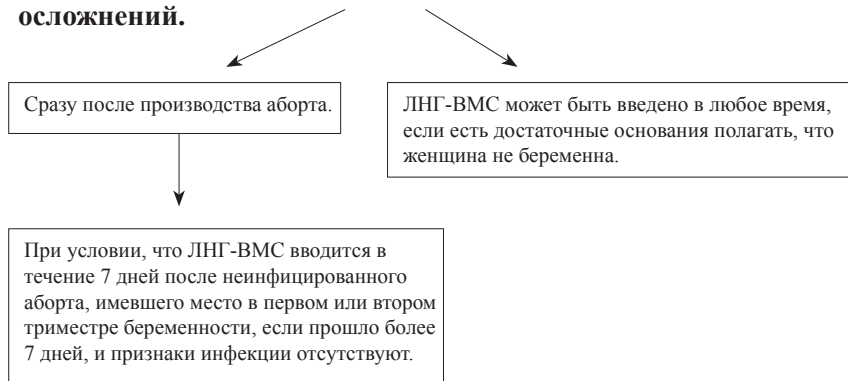 осложнений.
Сразу после производства аборта.
ЛНГ-ВМС может быть введено в любое время,
если есть достаточные основания полагать, что
женщина не беременна.
При условии, что ЛНГ-ВМС вводится в
течение 7 дней после неинфицированного
аборта, имевшего место в первом или втором
триместре беременности, если прошло более
7 дней, и признаки инфекции отсутствуют.